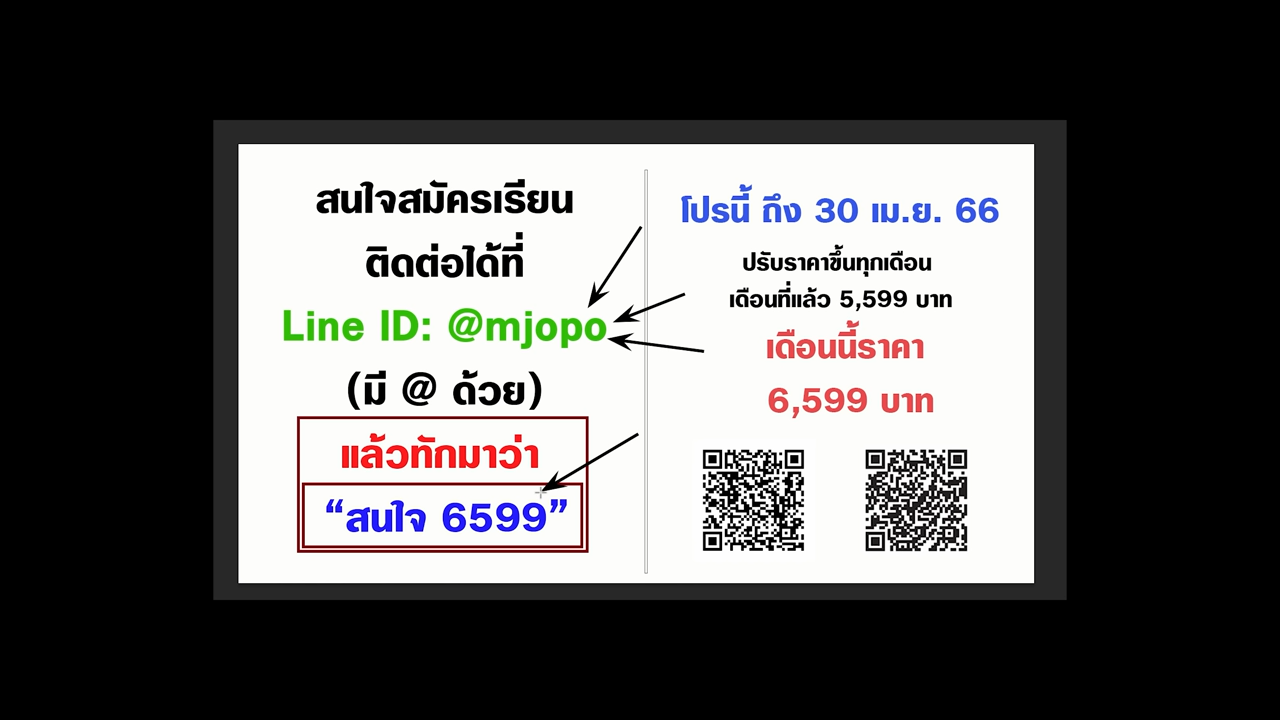 สนใจสมัครเรียน
ติดต่อได้ที่
Line ID: @mjopo
(มี @ ด้วย)
แล้วทักมาว่า
“สนใจ 6599”
โปรนี้ ถึง 30 เม.ย. 66
ปรับราคาขึ้นทุกเดือน
เดือนที่แล้ว 5,599 บาท
เดือนนี้ราคา
6,599 บาท